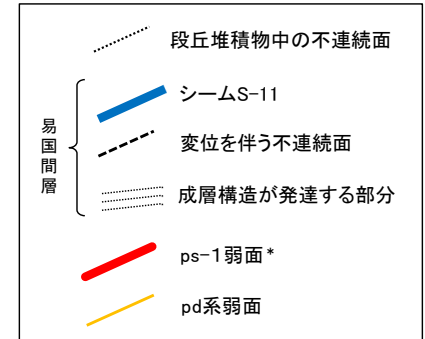 段丘堆積物中の不連続面
易国間層
シームS-11
変位を伴う不連続面
成層構造が発達する部分
ps-1弱面*
pd系弱面